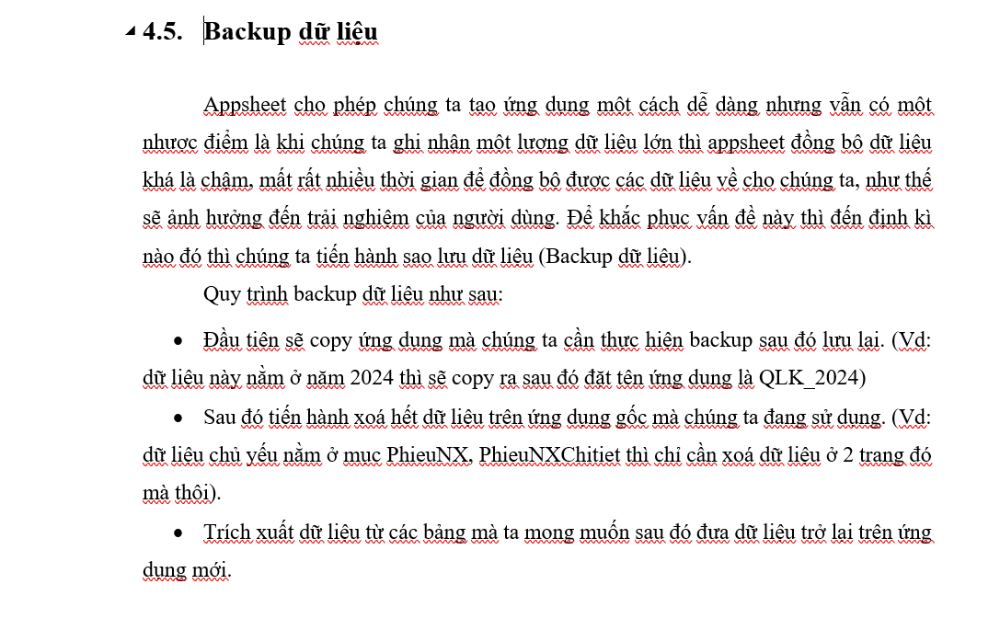 4.5. Backup dữ liệu
Appsheet cho phép chúng ta tạo ứng dụng một cách dễ dàng nhưng vẫn có một
nhược điểm là khi chúng ta ghi nhận một lượng dữ liệu lớn thì appsheet đồng bộ dữ liệu
khá là chậm, mất rất nhiều thời gian để đồng bộ được các dữ liệu về cho chúng ta, như thế
sẽ ảnh hưởng đến trải nghiệm của người dùng. Để khắc phục vấn đề này thì đến định kì
nào đó thì chúng ta tiến hành sao lưu dữ liệu (Backup dữ liệu).
Quy trình backup dữ liệu như sau:
• Đầu tiên sẽ copy ứng dụng mà chúng ta cần thực hiện backup sau đó lưu lại. (Vd:
dữ liệu này nằm ở năm 2024 thì sẽ copy ra sau đó đặt tên ứng dụng là QLK_2024)
• Sau đó tiến hành xoá hết dữ liệu trên ứng dụng gốc mà chúng ta đang sử dụng. (Vd:
dữ liệu chủ yếu nằm ở mục PhieuNX, PhieuNXChitiet thì chỉ cần xoá dữ liệu ở 2 trang đó
mà thôi).
• Trích xuất dữ liệu từ các bảng mà ta mong muốn sau đó đưa dữ liệu trở lại trên ứng
dụng mới.